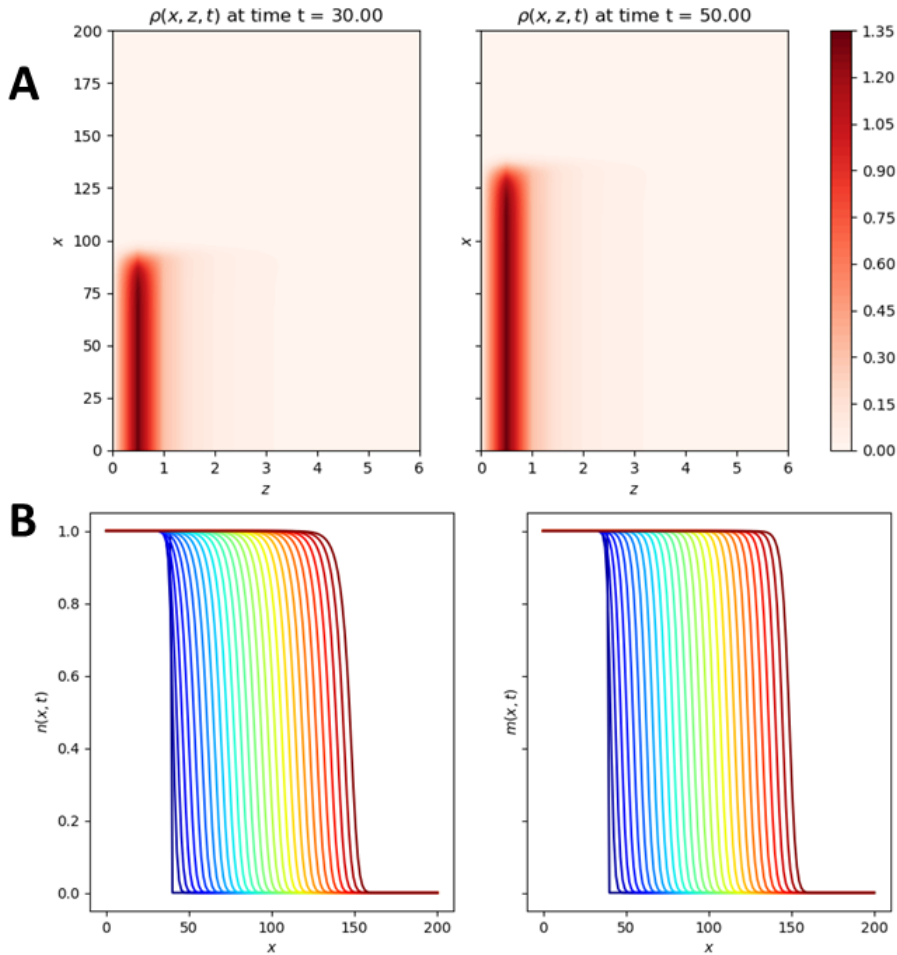 ρ(x, z, t) at time t = 30.00
ρ(x, z, t) at time t = 50.00
A
200
175
150
125
100
75
50
25
0
x
0 1 2 3 4 5 6
z
x
0 1 2 3 4 5 6
z
1.35
1.20
1.05
0.90
0.75
0.60
0.45
0.30
0.15
0.00
B
1.0
0.8
0.6
0.4
0.2
0.0
n(x, t)
0 50 100 150 200
x
m(x, t)
0 50 100 150 200
x